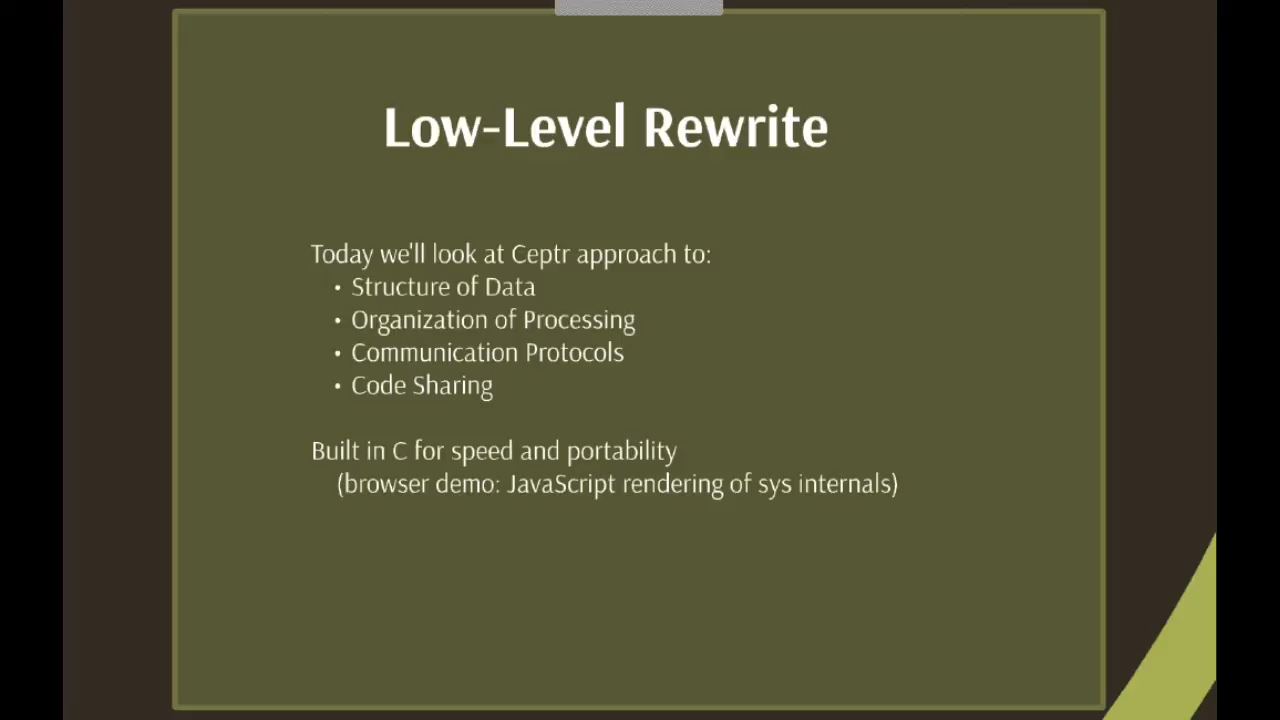 Low-Level Rewrite
Today we'll look at Ceptr approach to:
• Structure of Data
• Organization of Processing
• Communication Protocols
• Code Sharing
Built in C for speed and portability
(browser demo: JavaScript rendering of sys internals)